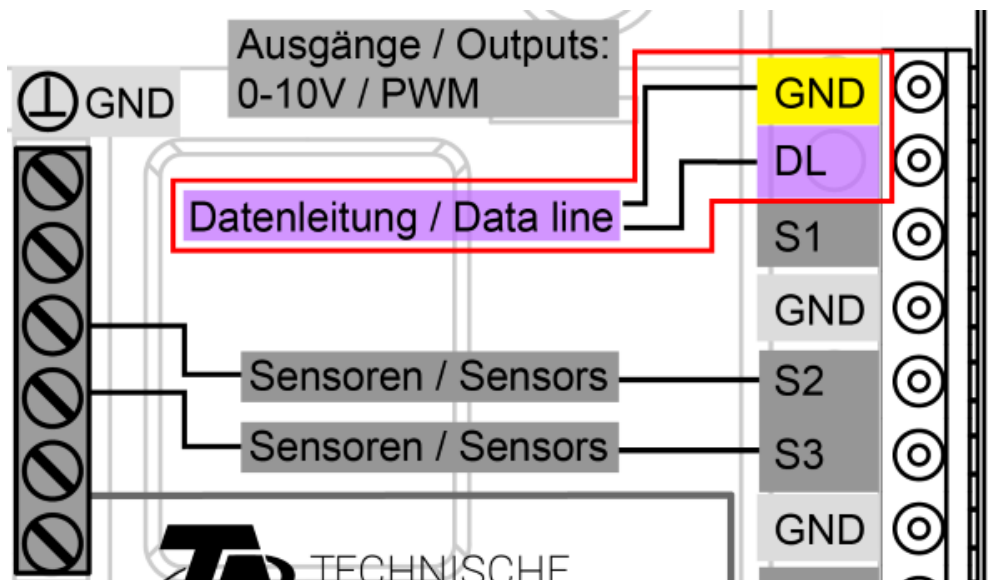 Ausgänge / Outputs:
0-10V / PWM
GND
GND
DL
Datenleitung / Data line
S1
GND
Sensoren / Sensors
S2
Sensoren / Sensors
S3
GND
TECHNISCHE